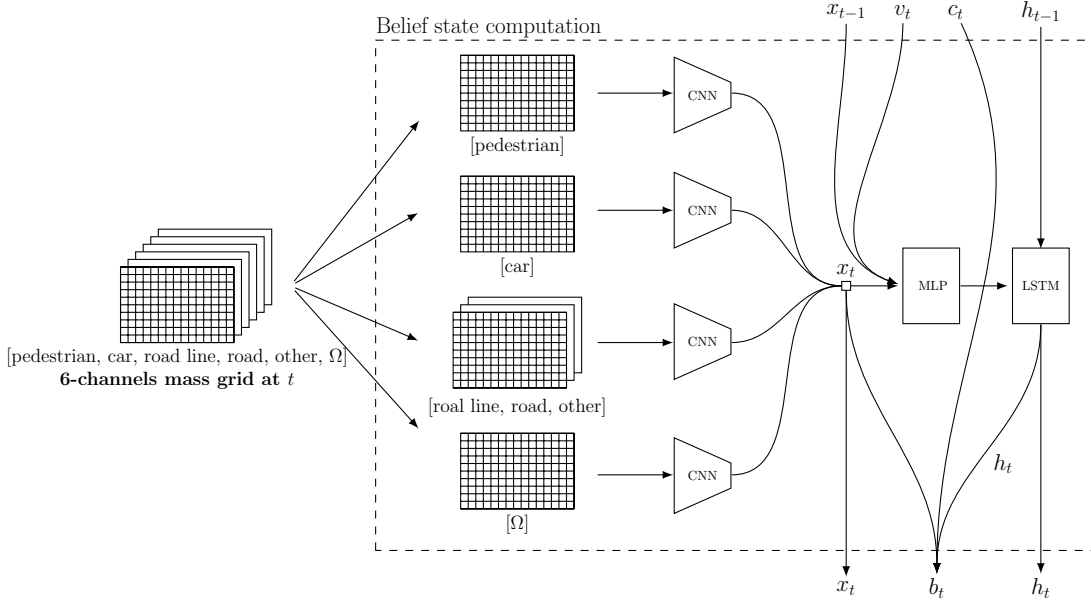 Belief state computation
x_{t−1}
v_t
c_t
h_{t−1}
CNN
[pedestrian]
CNN
[car]
x_t
MLP
LSTM
CNN
[pedestrian, car, road line, road, other, Ω]
6-channels mass grid at t
[roal line, road, other]
CNN
h_t
[Ω]
x_t
b_t
h_t